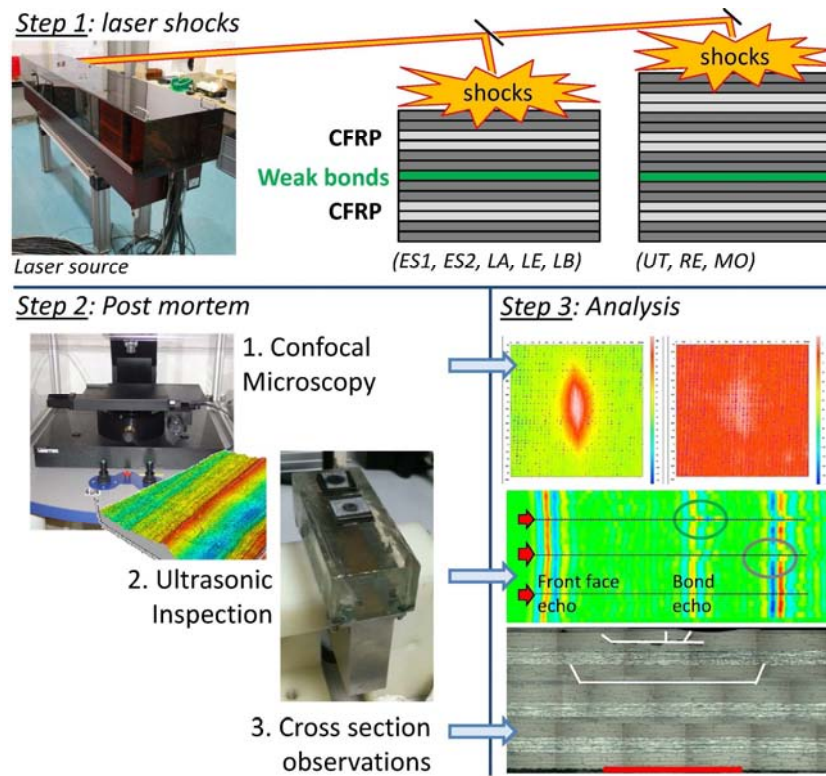 Step 1: laser shocks
shocks
shocks
CFRP
Weak bonds
CFRP
Laser source
(ES1, ES2, LA, LE, LB)
(UT, RE, MO)
Step 2: Post mortem
1. Confocal
Microscopy
2. Ultrasonic
Inspection
3. Cross section
observations
Step 3: Analysis
Front face
echo
Bond
echo